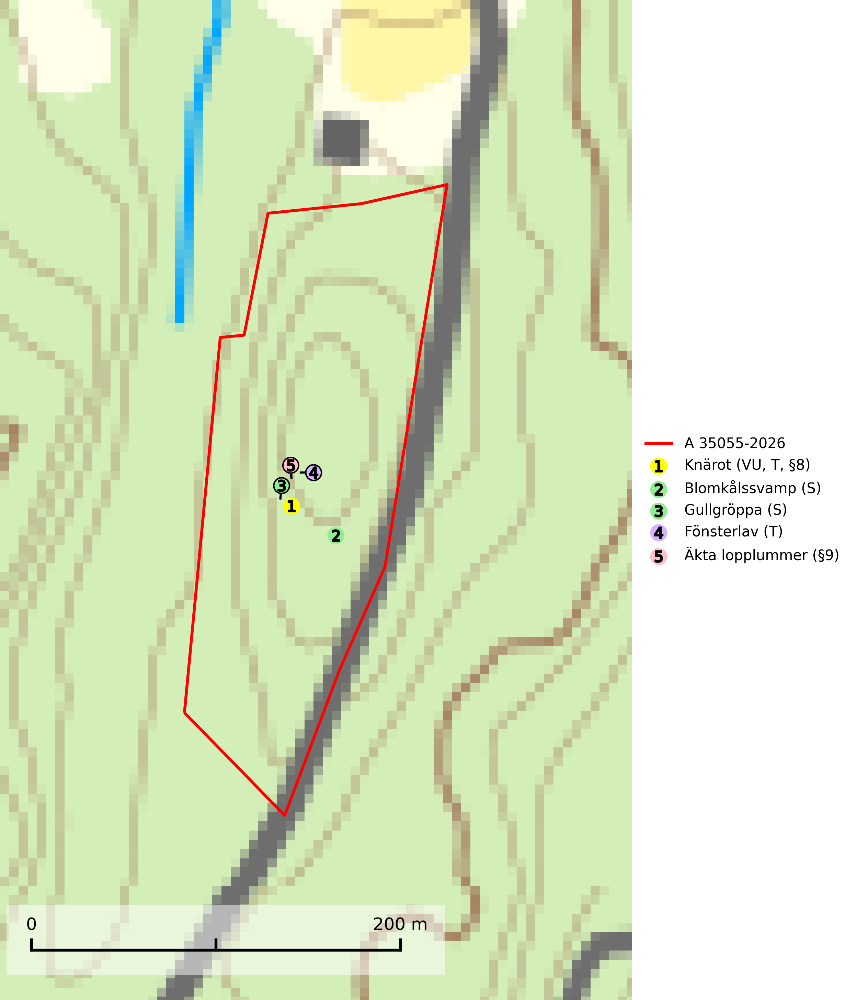 5
4
3
1
2
A 35055-2026
1 Knärot (VU, T, §8)
2 Blomkålssvamp (S)
3 Gullgröppa (S)
4 Fönsterlav (T)
5 Äkta lopplummer (§9)
0 200 m